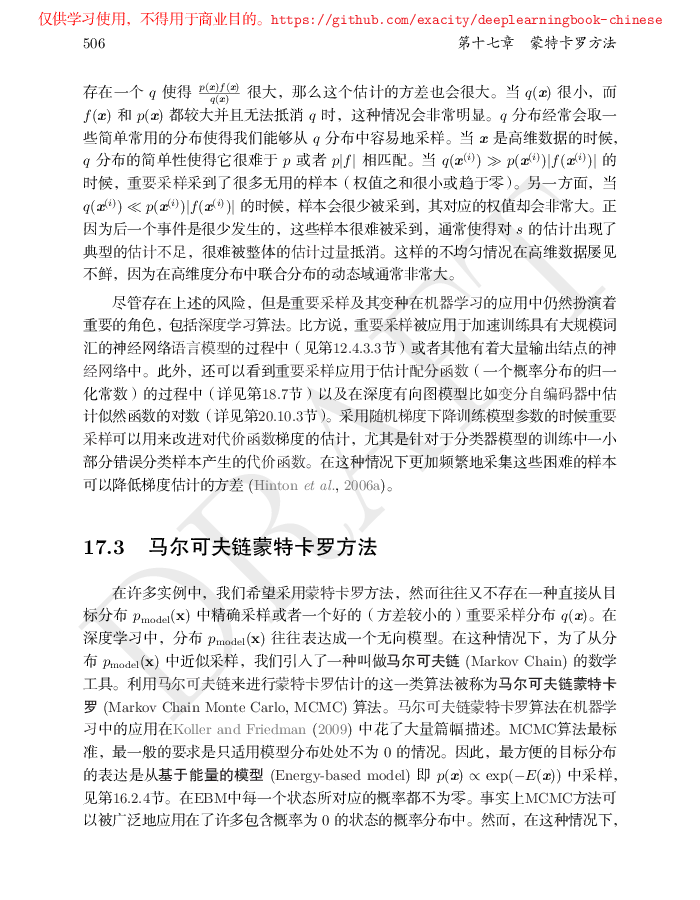 仅供学习使用，不得用于商业目的。https://github.com/exacity/deeplearningbook-chinese
506 第十七章 蒙特卡罗方法
存在一个 q 使得 p(x)f(x)/q(x) 很大，那么这个估计的方差也会很大。当 q(x) 很小，而
f(x) 和 p(x) 都较大并且无法抵消 q 时，这种情况会非常明显。q 分布经常会取一
些简单常用的分布使得我们能够从 q 分布中容易地采样。当 x 是高维数据的时候，
q 分布的简单性使得它很难于 p 或者 p|f| 相匹配。当 q(x⁽ⁱ⁾) ≫ p(x⁽ⁱ⁾)|f(x⁽ⁱ⁾)| 的
时候，重要采样采到了很多无用的样本（权值之和很小或趋于零）。另一方面，当
q(x⁽ⁱ⁾) ≪ p(x⁽ⁱ⁾)|f(x⁽ⁱ⁾)| 的时候，样本会很少被采到，其对应的权值却会非常大。正
因为后一个事件是很少发生的，这些样本很难被采到，通常使得对 s 的估计出现了
典型的估计不足，很难被整体的估计过量抵消。这样的不均匀情况在高维数据屡见
不鲜，因为在高维度分布中联合分布的动态域通常非常大。
尽管存在上述的风险，但是重要采样及其变种在机器学习的应用中仍然扮演着
重要的角色，包括深度学习算法。比方说，重要采样被应用于加速训练具有大规模词
汇的神经网络语言模型的过程中（见第12.4.3.3节）或者其他有着大量输出结点的神
经网络中。此外，还可以看到重要采样应用于估计配分函数（一个概率分布的归一
化常数）的过程中（详见第18.7节）以及在深度有向图模型比如变分自编码器中估
计似然函数的对数（详见第20.10.3节）。采用随机梯度下降训练模型参数的时候重要
采样可以用来改进对代价函数梯度的估计，尤其是针对于分类器模型的训练中一小
部分错误分类样本产生的代价函数。在这种情况下更加频繁地采集这些困难的样本
可以降低梯度估计的方差 (Hinton et al., 2006a)。
17.3 马尔可夫链蒙特卡罗方法
在许多实例中，我们希望采用蒙特卡罗方法，然而往往又不存在一种直接从目
标分布 p_model(x) 中精确采样或者一个好的（方差较小的）重要采样分布 q(x)。在
深度学习中，分布 p_model(x) 往往表达成一个无向模型。在这种情况下，为了从分
布 p_model(x) 中近似采样，我们引入了一种叫做马尔可夫链 (Markov Chain) 的数学
工具。利用马尔可夫链来进行蒙特卡罗估计的这一类算法被称为马尔可夫链蒙特卡
罗 (Markov Chain Monte Carlo, MCMC) 算法。马尔可夫链蒙特卡罗算法在机器学
习中的应用在Koller and Friedman (2009) 中花了大量篇幅描述。MCMC算法最标
准，最一般的要求是只适用模型分布处处不为 0 的情况。因此，最方便的目标分布
的表达是从基于能量的模型 (Energy-based model) 即 p(x) ∝ exp(−E(x)) 中采样，
见第16.2.4节。在EBM中每一个状态所对应的概率都不为零。事实上MCMC方法可
以被广泛地应用在了许多包含概率为 0 的状态的概率分布中。然而，在这种情况下，
DRAFT